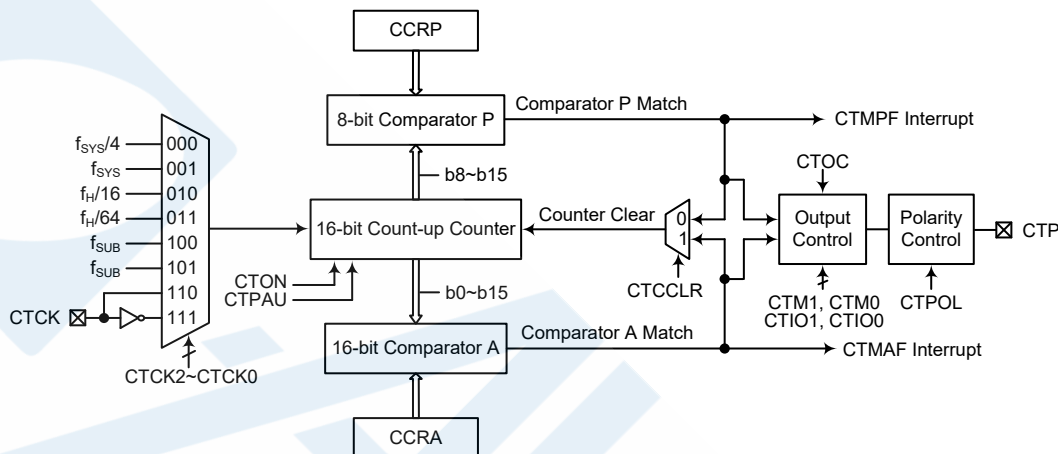 CCRP
8-bit Comparator P
Comparator P Match
CTMPF Interrupt
b8~b15
fSYS/4
000
fSYS
001
fH/16
010
fH/64
011
fSUB
100
fSUB
101
110
111
CTCK
CTCK2~CTCK0
16-bit Count-up Counter
CTON
CTPAU
Counter Clear
0
1
CTCCLR
CTOC
Output
Control
CTM1, CTM0
CTIO1, CTIO0
Polarity
Control
CTPOL
CTP
b0~b15
16-bit Comparator A
Comparator A Match
CTMAF Interrupt
CCRA